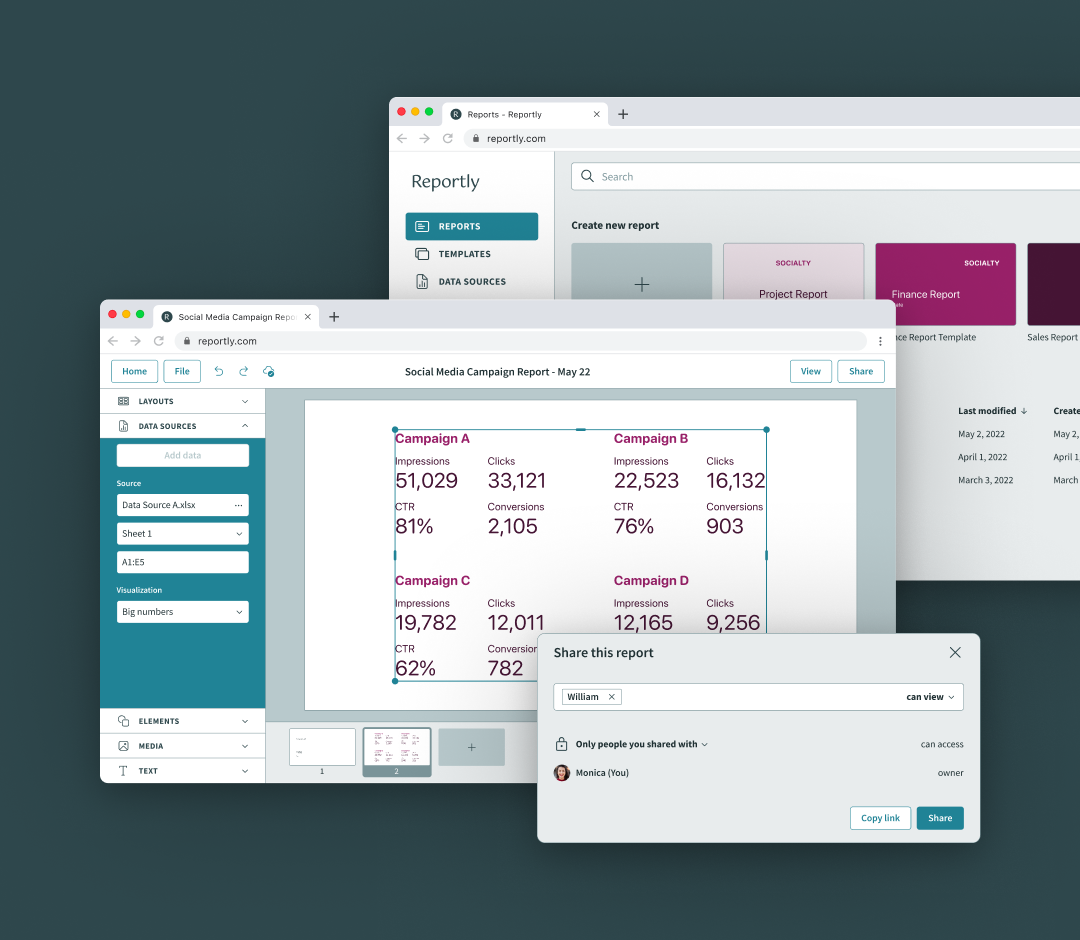 Reports - Reportly
reportly.com
Reportly
Search
REPORTS
TEMPLATES
DATA SOURCES
Create new report
SOCIALTY
Project Report
SOCIALTY
Finance Report
Report Template
Sales Report
Last modified
May 2, 2022
May 2,
April 1, 2022
April 1,
March 3, 2022
March
Social Media Campaign Repo
reportly.com
Home
File
Social Media Campaign Report - May 22
View
Share
LAYOUTS
DATA SOURCES
Add data
Source
Data Source A.xlsx
Sheet 1
A1:E5
Visualization
Big numbers
ELEMENTS
MEDIA
TEXT
Campaign A
Impressions Clicks
51,029 33,121
CTR Conversions
81% 2,105
Campaign B
Impressions Clicks
22,523 16,132
CTR Conversions
76% 903
Campaign C
Impressions Clicks
19,782 12,011
CTR Conversion
62% 782
Campaign D
Impressions Clicks
12,165 9,256
1
2
Share this report
William
can view
Only people you shared with
can access
Monica (You)
owner
Copy link
Share